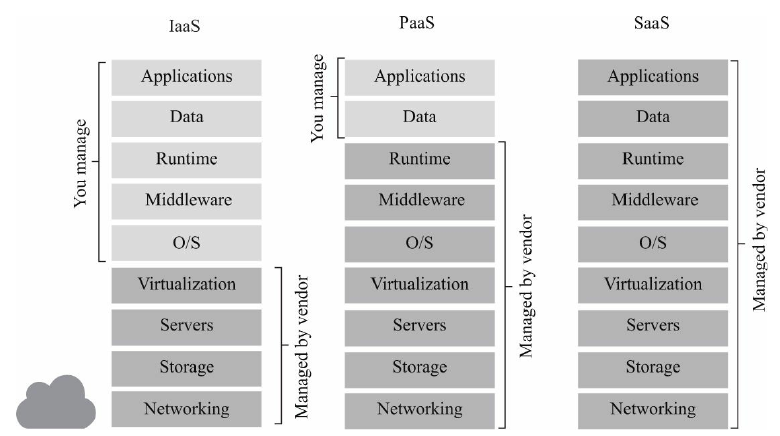 IaaS
You manage
Applications
Data
Runtime
Middleware
O/S
Virtualization
Servers
Storage
Networking
Managed by vendor
PaaS
You manage
Applications
Data
Runtime
Middleware
O/S
Virtualization
Servers
Storage
Networking
Managed by vendor
SaaS
Applications
Data
Runtime
Middleware
O/S
Virtualization
Servers
Storage
Networking
Managed by vendor